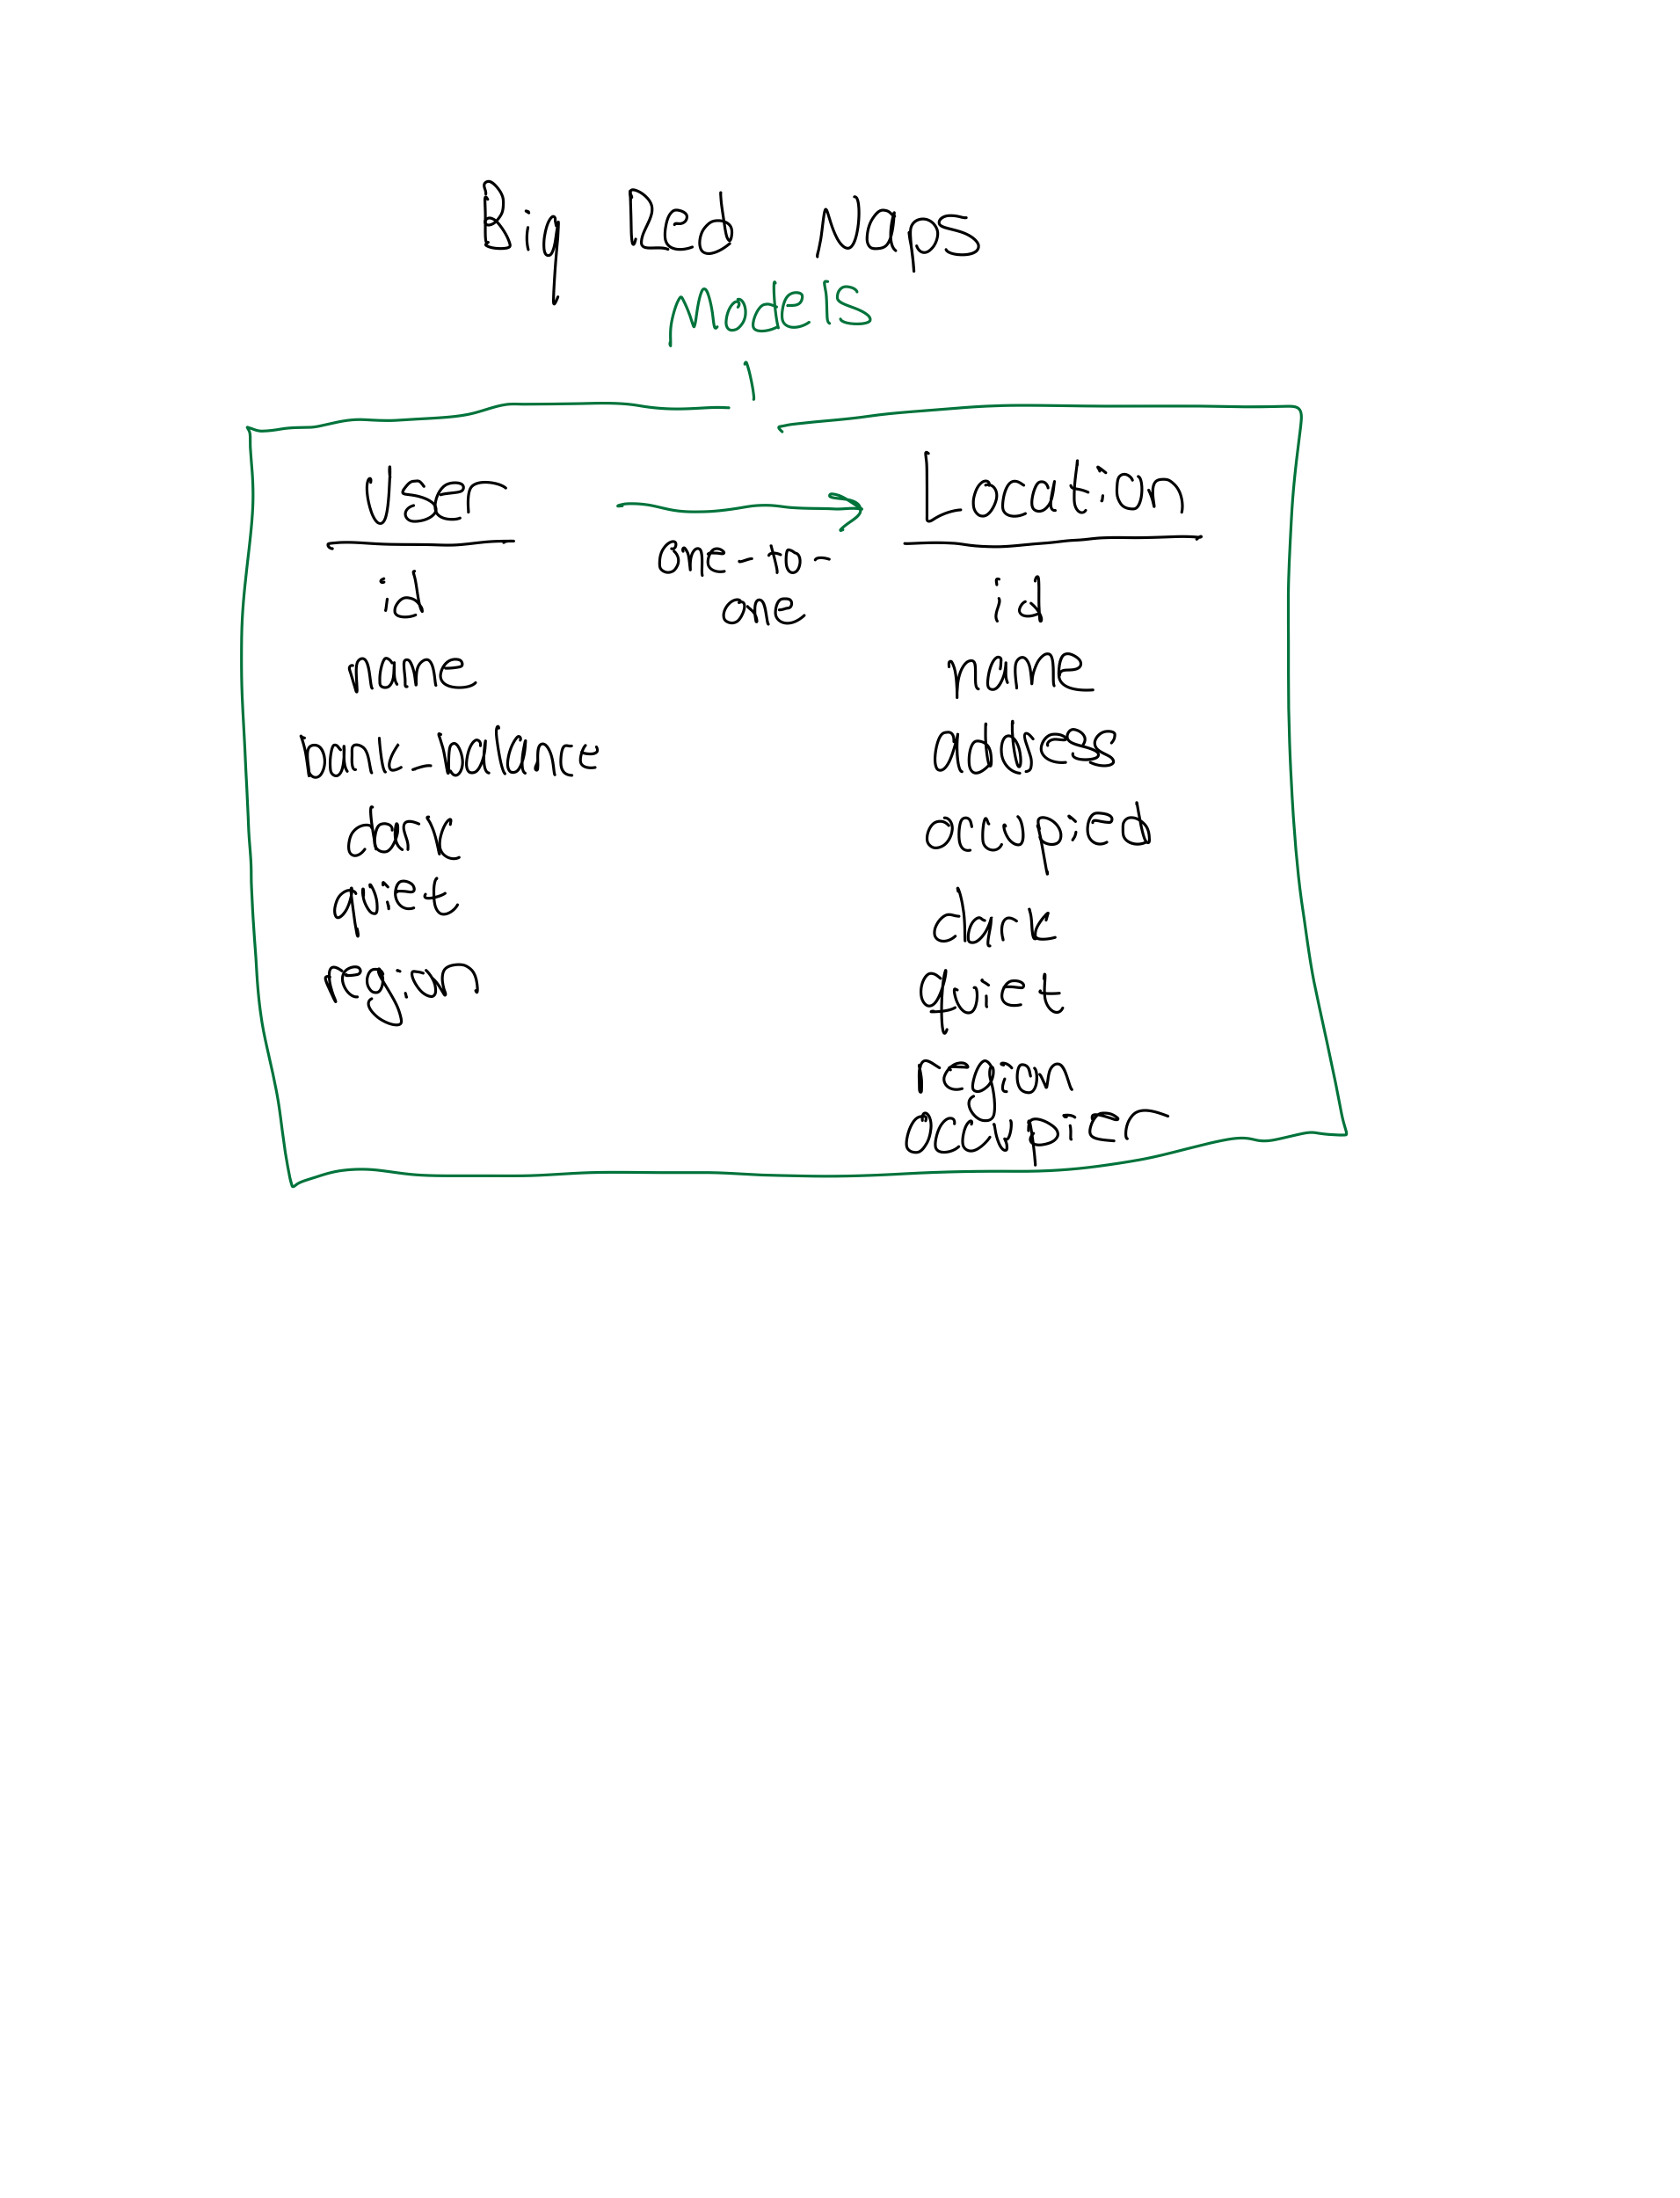 Big Red Naps
Models
User
id
name
bank_balance
dark
quiet
region
one-to-
one
Location
id
name
address
occupied
dark
quiet
region
occupier